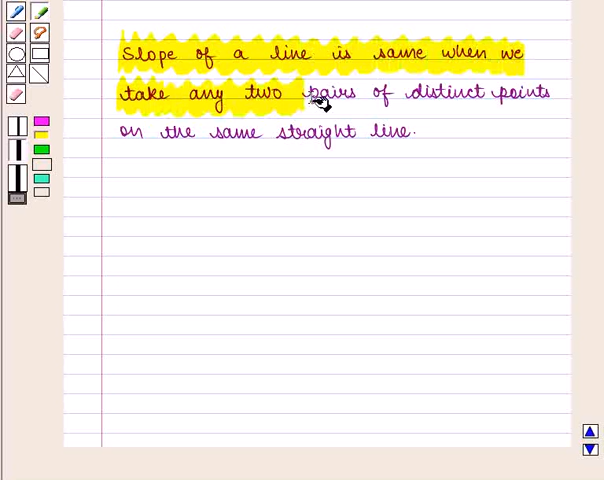 Slope of a line is same when we
take any two pairs of distinct points
on the same straight line.